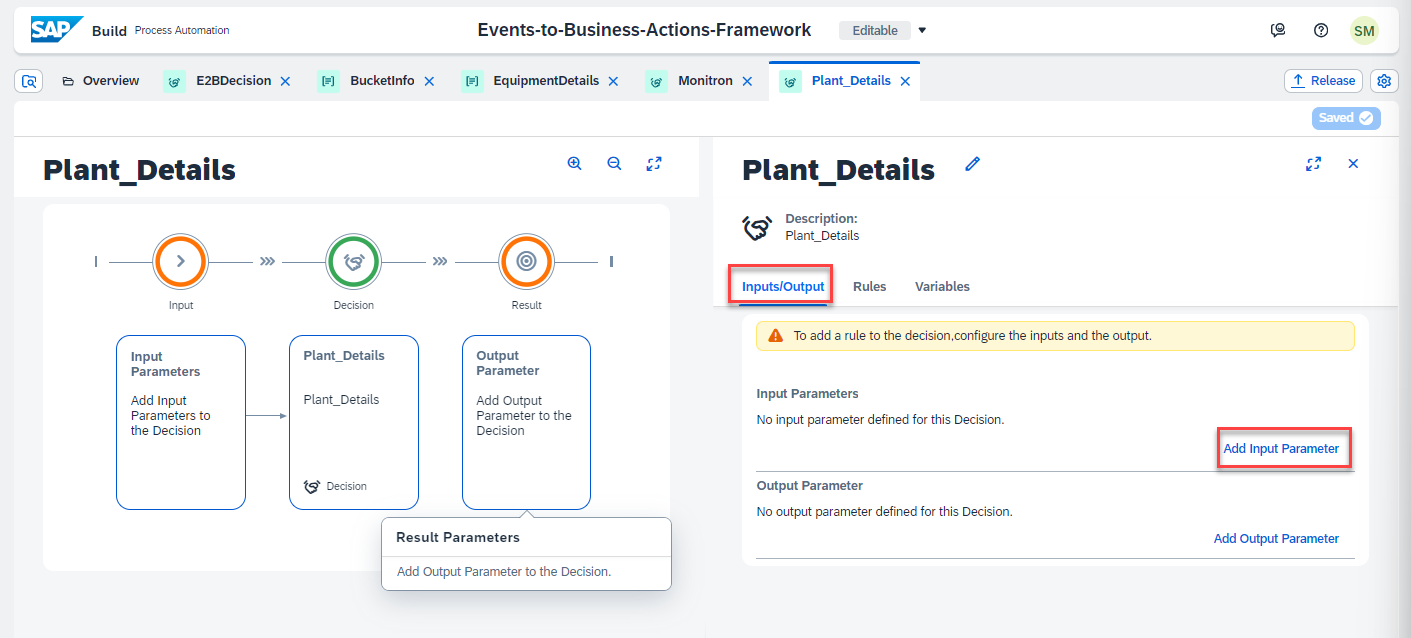 SAP Build Process Automation
Events-to-Business-Actions-Framework
Editable
SM
Overview
E2BDecision
BucketInfo
EquipmentDetails
Monitron
Plant_Details
Release
Saved
Plant_Details
Input
Decision
Result
Input
Parameters
Add Input
Parameters to
the Decision
Plant_Details
Plant_Details
Decision
Output
Parameter
Add Output
Parameter to the
Decision
Result Parameters
Add Output Parameter to the Decision.
Plant_Details
Description:
Plant_Details
Inputs/Output
Rules
Variables
To add a rule to the decision,configure the inputs and the output.
Input Parameters
No input parameter defined for this Decision.
Add Input Parameter
Output Parameter
No output parameter defined for this Decision.
Add Output Parameter